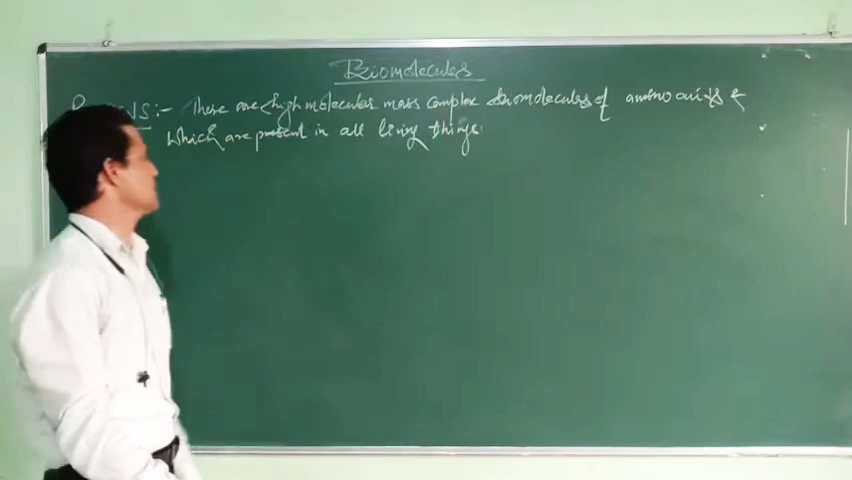 Biomolecules
:- These are high molecular mass complex biomolecules of amino acids &
which are present in all living things.